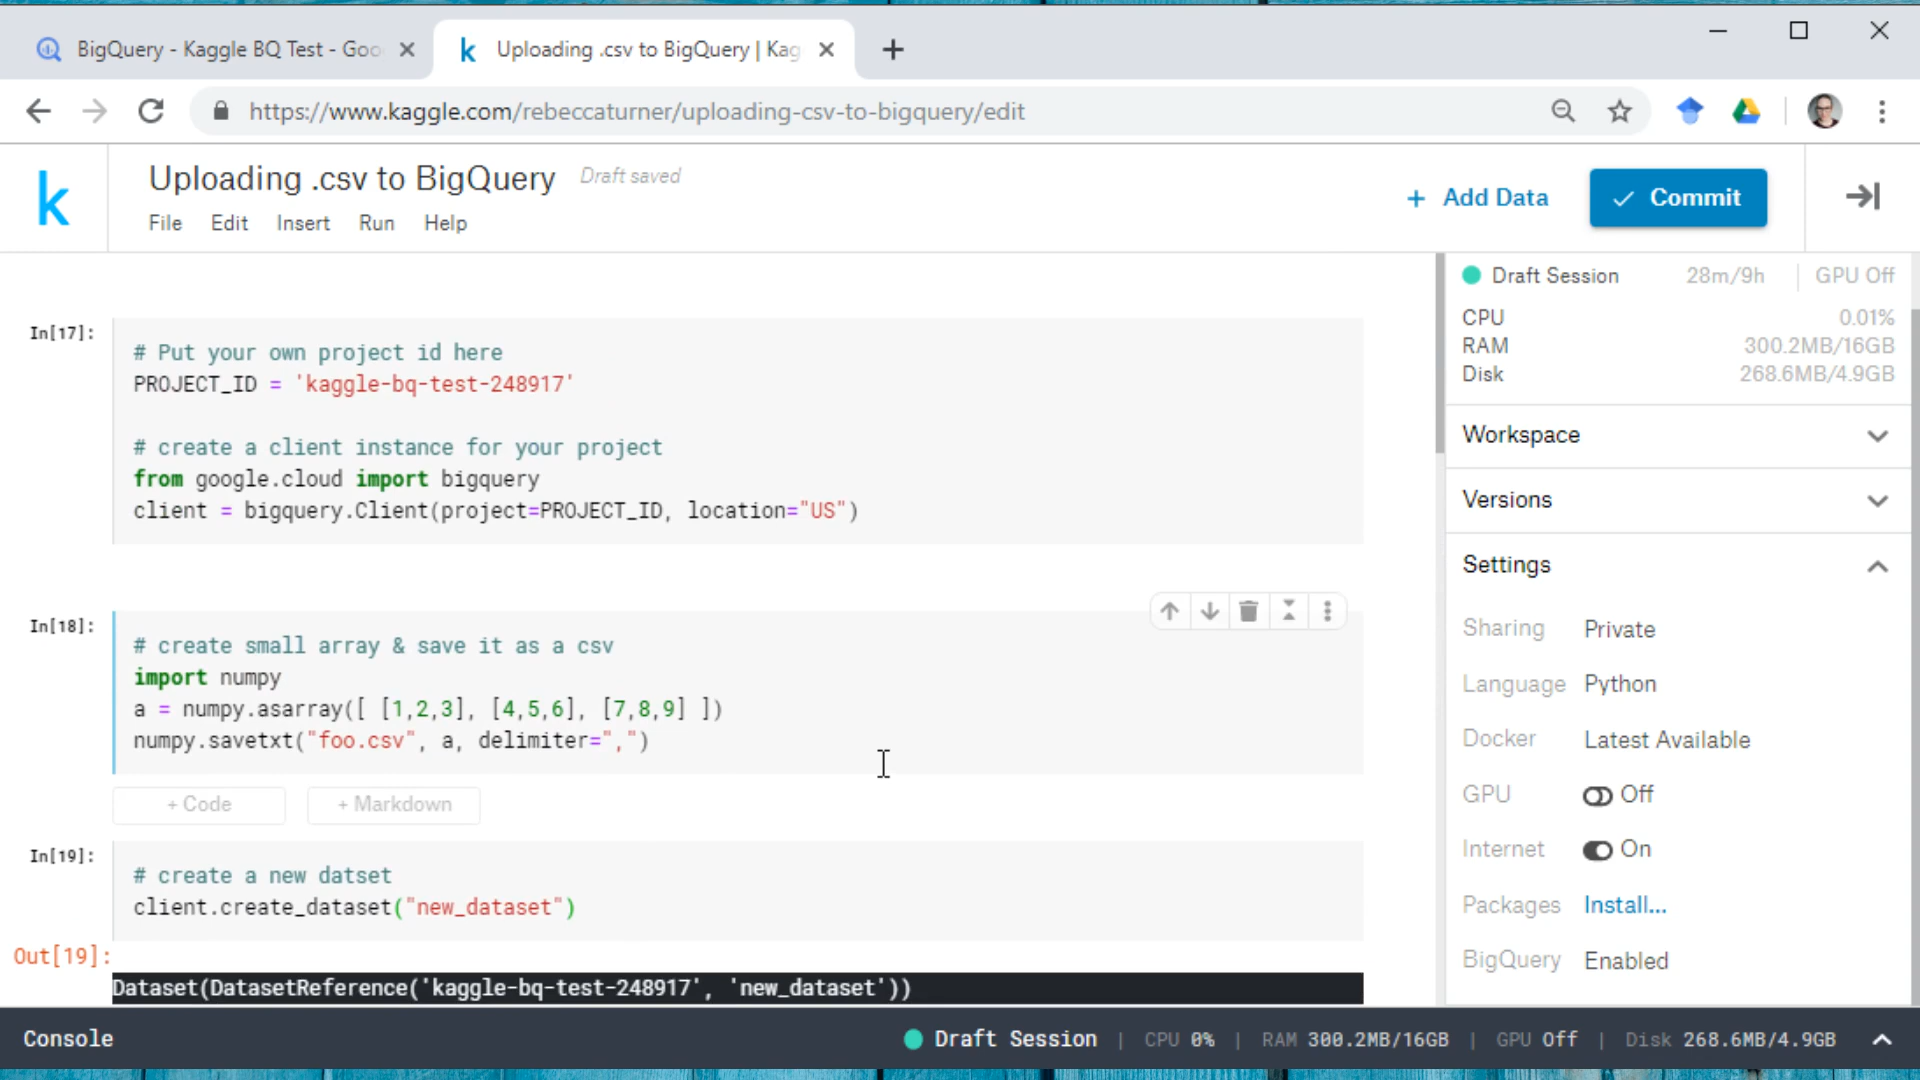 BigQuery - Kaggle BQ Test - Goo
Uploading .csv to BigQuery | Kag
https://www.kaggle.com/rebeccaturner/uploading-csv-to-bigquery/edit
k
Uploading .csv to BigQuery
Draft saved
File Edit Insert Run Help
+ Add Data
Commit
In[17]:
# Put your own project id here
PROJECT_ID = 'kaggle-bq-test-248917'
# create a client instance for your project
from google.cloud import bigquery
client = bigquery.Client(project=PROJECT_ID, location="US")
In[18]:
# create small array & save it as a csv
import numpy
a = numpy.asarray([ [1,2,3], [4,5,6], [7,8,9] ])
numpy.savetxt("foo.csv", a, delimiter=",")
+ Code
+ Markdown
In[19]:
# create a new datset
client.create_dataset("new_dataset")
Out[19]:
Dataset(DatasetReference('kaggle-bq-test-248917', 'new_dataset'))
Draft Session 28m/9h | GPU Off
CPU 0.01%
RAM 300.2MB/16GB
Disk 268.6MB/4.9GB
Workspace
Versions
Settings
Sharing Private
Language Python
Docker Latest Available
GPU Off
Internet On
Packages Install...
BigQuery Enabled
Console
Draft Session | CPU 0% | RAM 300.2MB/16GB | GPU Off | Disk 268.6MB/4.9GB